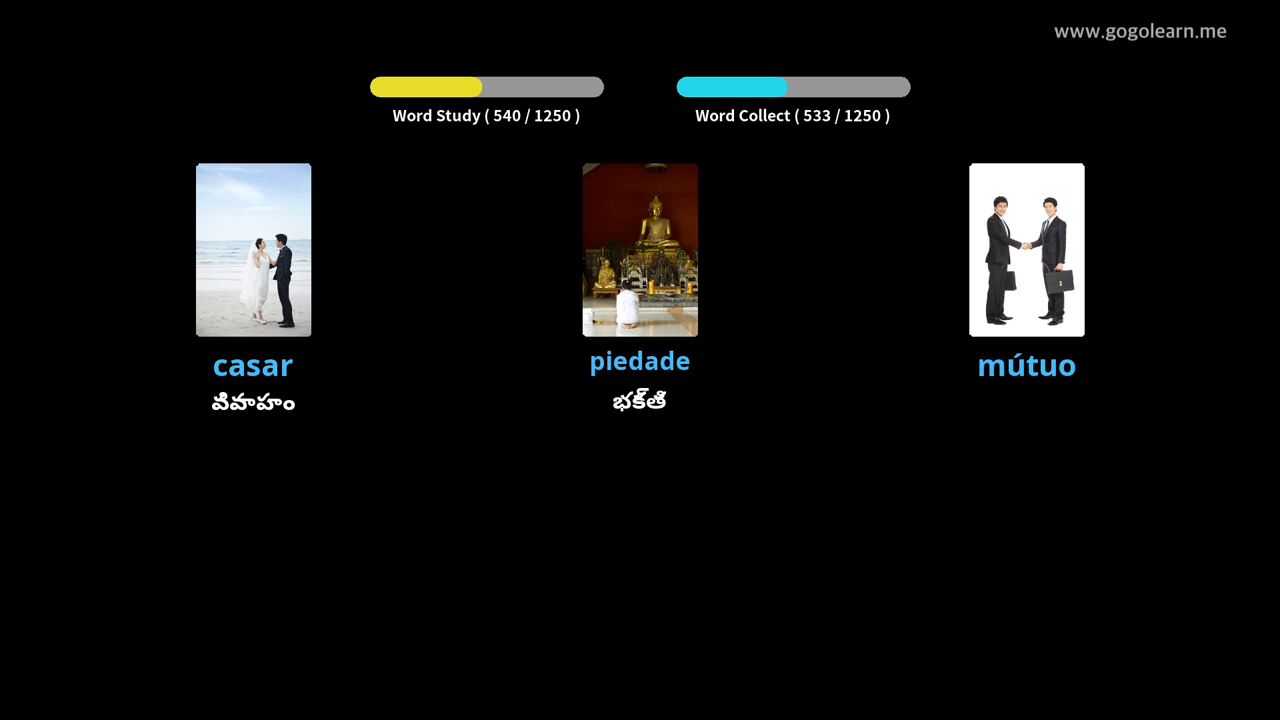 www.gogolearn.me
Word Study ( 540 / 1250 )
Word Collect ( 533 / 1250 )
casar
వివాహం
piedade
భక్తి
mútuo